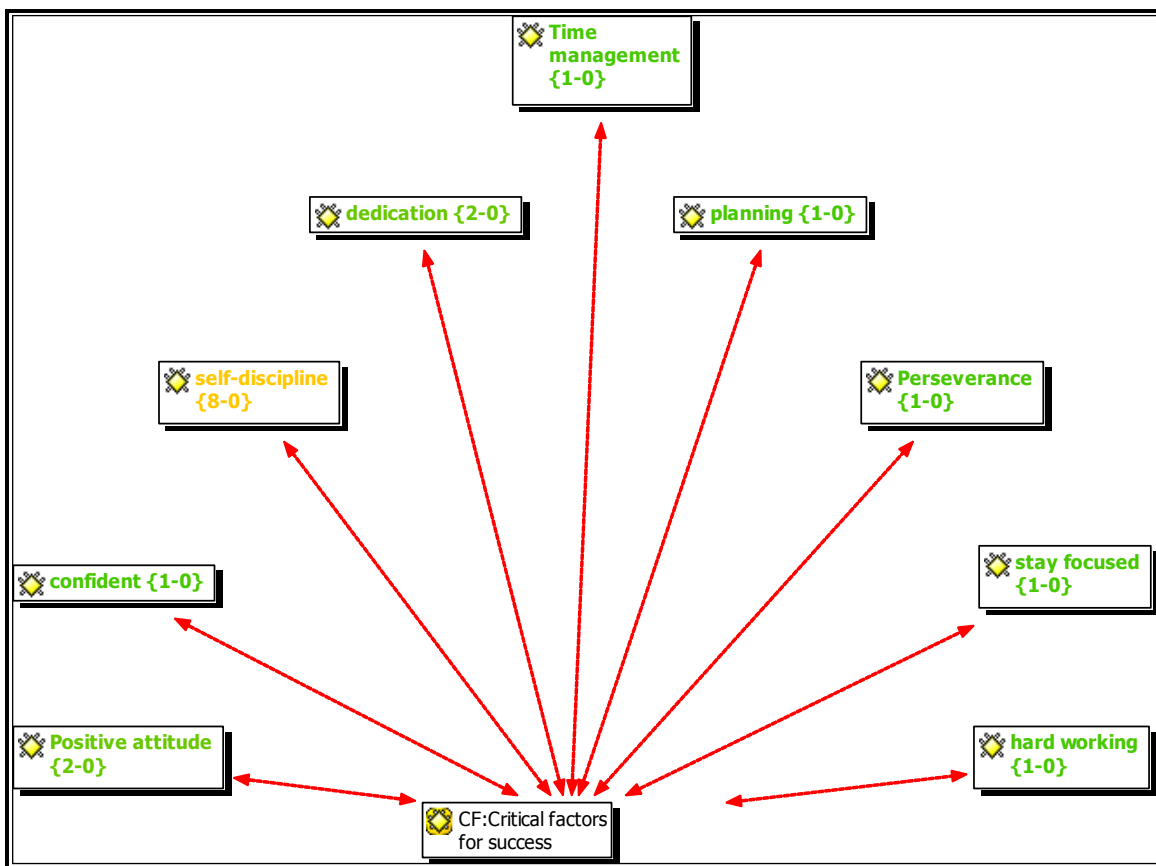 Time
management
{1-0}
dedication {2-0}
planning {1-0}
self-discipline
{8-0}
Perseverance
{1-0}
confident {1-0}
stay focused
{1-0}
Positive attitude
{2-0}
hard working
{1-0}
CF:Critical factors
for success